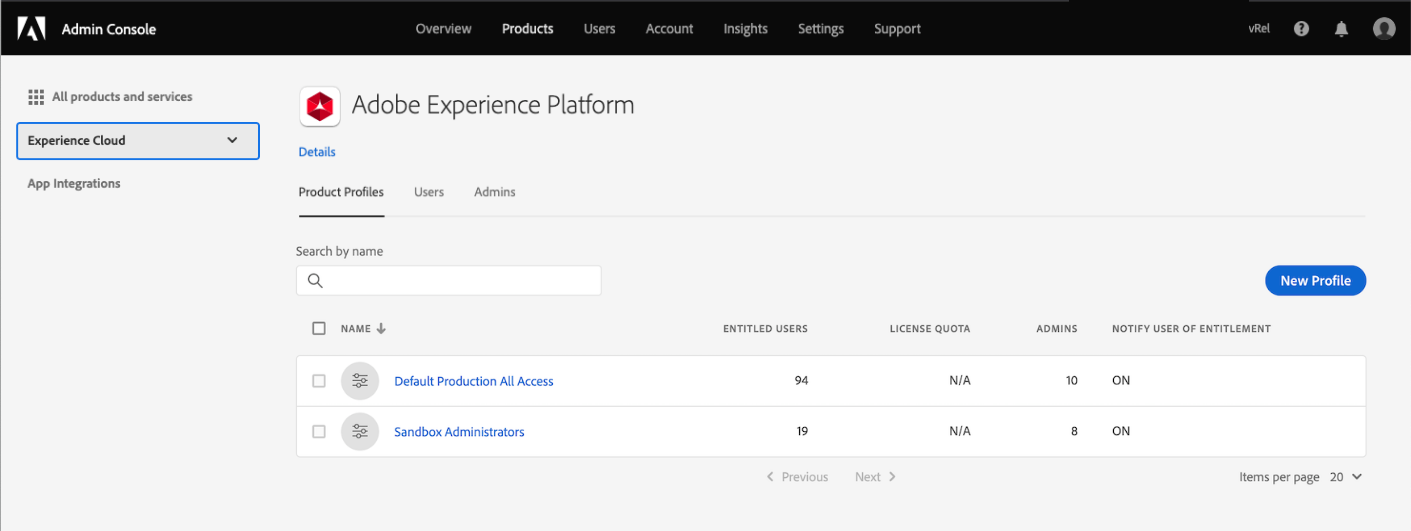 Admin Console Overview Products Users Account Insights Settings Support vRel
All products and services
Experience Cloud
App Integrations
Adobe Experience Platform
Details
Product Profiles Users Admins
Search by name
New Profile
NAME ENTITLED USERS LICENSE QUOTA ADMINS NOTIFY USER OF ENTITLEMENT
Default Production All Access 94 N/A 10 ON
Sandbox Administrators 19 N/A 8 ON
Previous Next Items per page 20